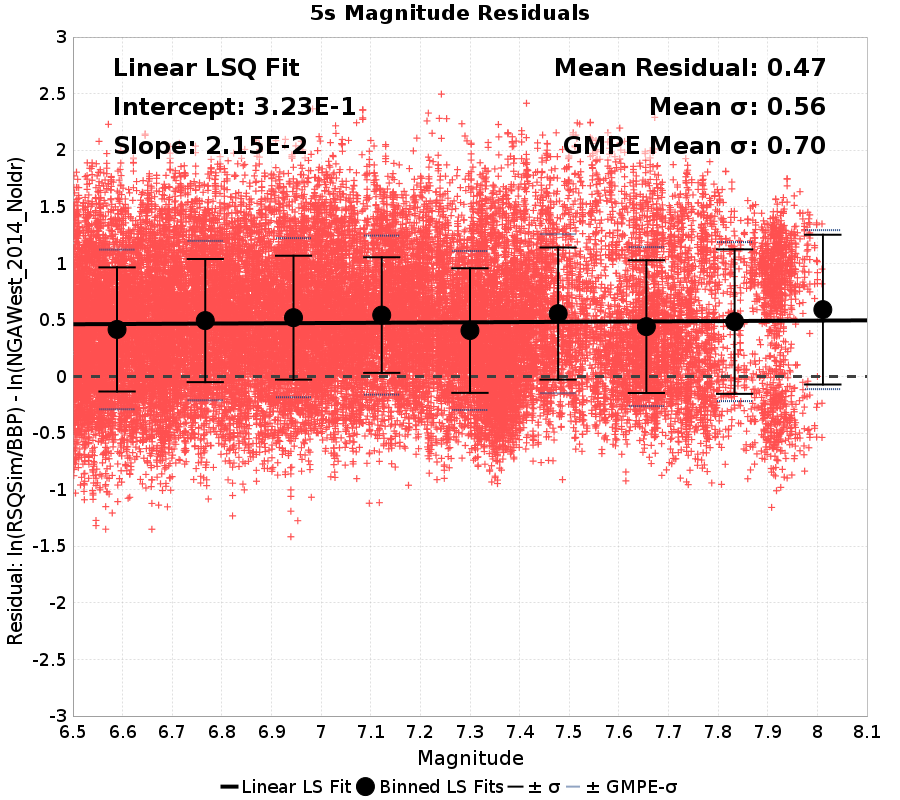 5s Magnitude Residuals
Linear LSQ Fit
Intercept: 3.23E-1
Slope: 2.15E-2
Mean Residual: 0.47
Mean σ: 0.56
GMPE Mean σ: 0.70
Residual: ln(RSQSim/BBP) - ln(NGAWest_2014_NoIdr)
3
2.5
2
1.5
1
0.5
0
-0.5
-1
-1.5
-2
-2.5
-3
6.5 6.6 6.7 6.8 6.9 7 7.1 7.2 7.3 7.4 7.5 7.6 7.7 7.8 7.9 8 8.1
Magnitude
Linear LS Fit Binned LS Fits ± σ ± GMPE-σ